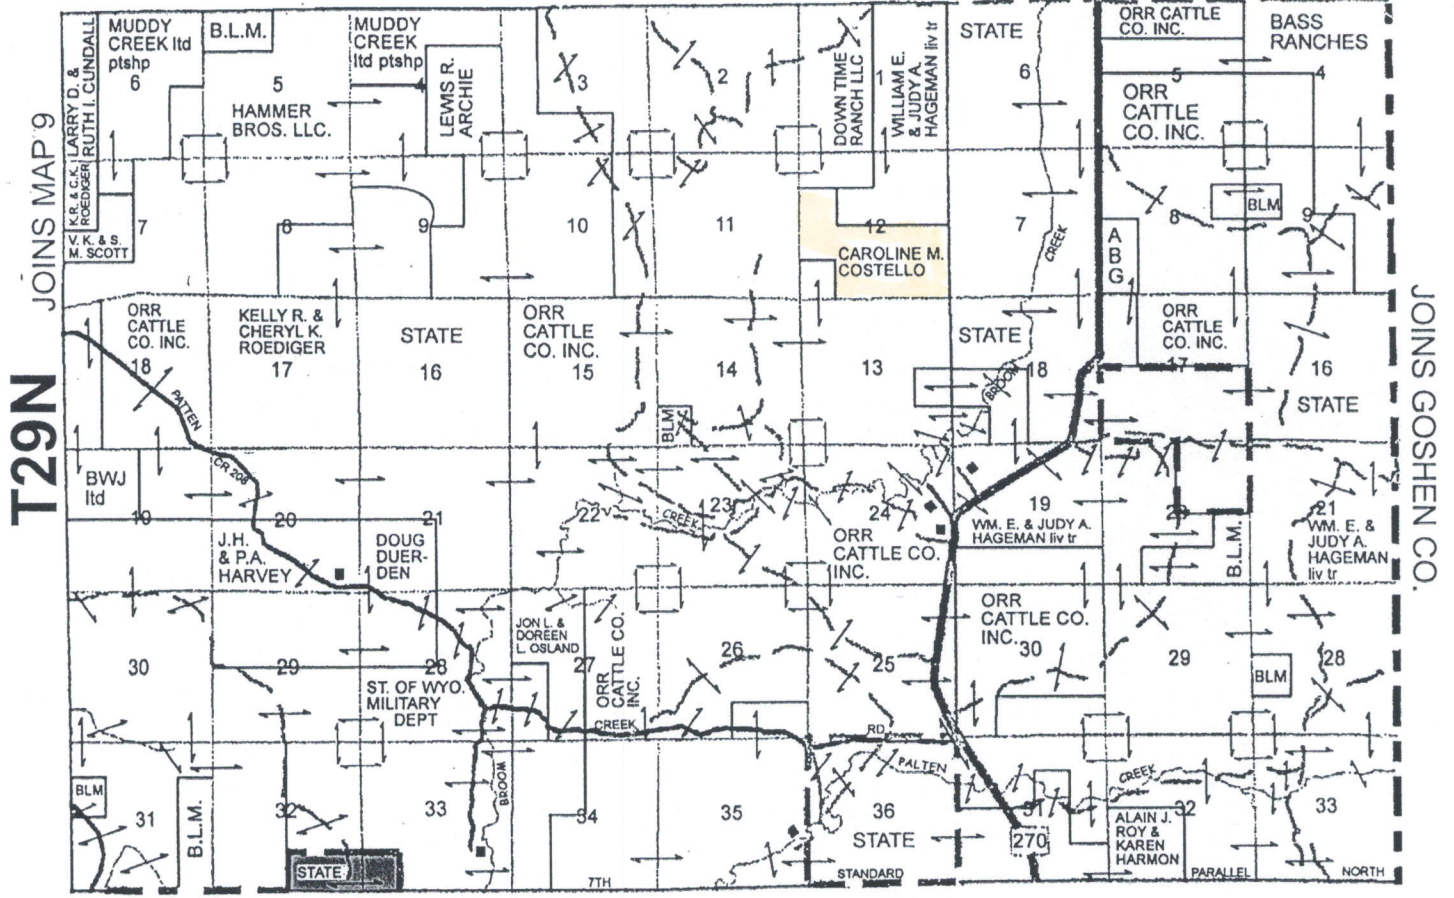 JOINS MAP 9
T29N
JOINS GOSHEN CO.
K.R. & C.K.
ROEDIGER
LARRY D. &
RUTH I. CUNDALL
MUDDY
CREEK ltd
ptshp
6
B.L.M.
5
HAMMER
BROS. LLC.
MUDDY
CREEK
ltd ptshp
4
LEWIS R.
ARCHIE
3
2
DOWN TIME
RANCH LLC
1
WILLIAM E.
& JUDY A.
HAGEMAN liv tr
STATE
6
ORR CATTLE
CO. INC.
5
ORR
CATTLE
CO. INC.
BASS
RANCHES
4
V. K. & S.
M. SCOTT
7
8
9
10
11
12
CAROLINE M.
COSTELLO
7
CREEK
A
B
G
8
BLM
9
ORR
CATTLE
CO. INC.
18
PATTEN
KELLY R. &
CHERYL K.
ROEDIGER
17
STATE
16
ORR
CATTLE
CO. INC.
15
14
BLM
13
STATE
18
BROOM
ORR
CATTLE
CO. INC.
17
16
STATE
BWJ
ltd
19
CR 208
20
J.H.
& P.A.
HARVEY
21
DOUG
DUER-
DEN
22
CREEK
23
24
ORR
CATTLE CO.
INC.
19
WM. E. & JUDY A.
HAGEMAN liv tr
20
B.L.M.
21
WM. E. &
JUDY A.
HAGEMAN
liv tr
30
29
28
ST. OF WYO.
MILITARY
DEPT
JON L. &
DOREEN
L. OSLAND
27
ORR
CATTLE CO.
INC.
26
25
ORR
CATTLE CO.
INC.
30
29
BLM
28
CREEK
RD
BLM
31
B.L.M.
32
STATE
33
BROOM
34
35
PALTEN
36
STATE
31
270
CREEK
32
ALAIN J.
ROY &
KAREN
HARMON
33
7TH
STANDARD
PARALLEL
NORTH